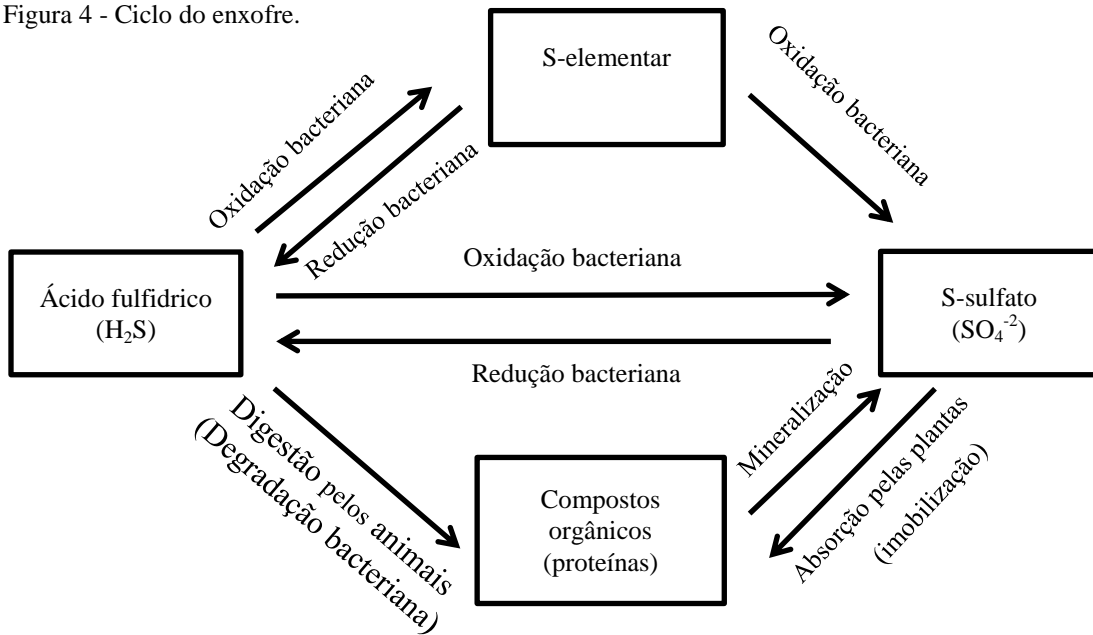 Figura 4 - Ciclo do enxofre.
S-elementar
Oxidação bacteriana
Redução bacteriana
Oxidação bacteriana
Ácido fulfidrico
(H₂S)
Oxidação bacteriana
Redução bacteriana
S-sulfato
(SO₄⁻²)
Digestão pelos animais
(Degradação bacteriana)
Compostos
orgânicos
(proteínas)
Mineralização
Absorção pelas plantas
(imobilização)